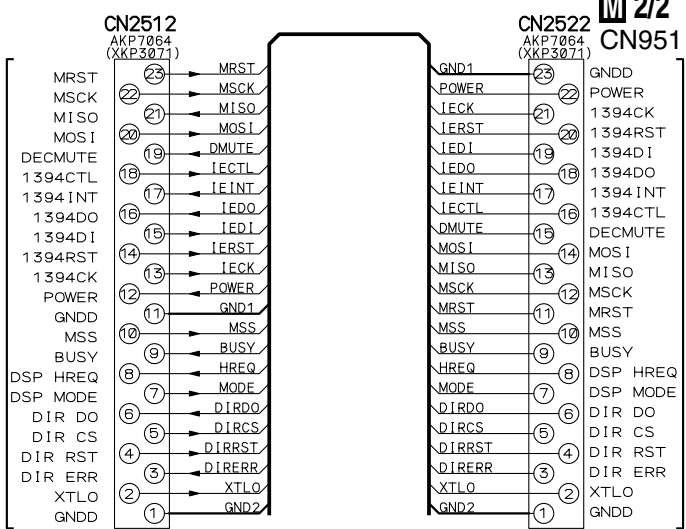 M 2/2
CN2512 CN2522
AKP7064 AKP7064 CN951
(XKP3071) (XKP3071)
MRST 23 MRST GND1 23 GNDD
MSCK 22 MSCK POWER 22 POWER
MISO 21 MISO IECK 21 1394CK
MOSI 20 MOSI IERST 20 1394RST
DECMUTE 19 DMUTE IEDI 19 1394DI
1394CTL 18 IECTL IEDO 18 1394DO
1394INT 17 IEINT IEINT 17 1394INT
1394DO 16 IEDO IECTL 16 1394CTL
1394DI 15 IEDI DMUTE 15 DECMUTE
1394RST 14 IERST MOSI 14 MOSI
1394CK 13 IECK MISO 13 MISO
POWER 12 POWER MSCK 12 MSCK
GNDD 11 GND1 MRST 11 MRST
MSS 10 MSS MSS 10 MSS
BUSY 9 BUSY BUSY 9 BUSY
DSP HREQ 8 HREQ HREQ 8 DSP HREQ
DSP MODE 7 MODE MODE 7 DSP MODE
DIR DO 6 DIRDO DIRDO 6 DIR DO
DIR CS 5 DIRCS DIRCS 5 DIR CS
DIR RST 4 DIRRST DIRRST 4 DIR RST
DIR ERR 3 DIRERR DIRERR 3 DIR ERR
XTLO 2 XTLO XTLO 2 XTLO
GNDD 1 GND2 GND2 1 GNDD